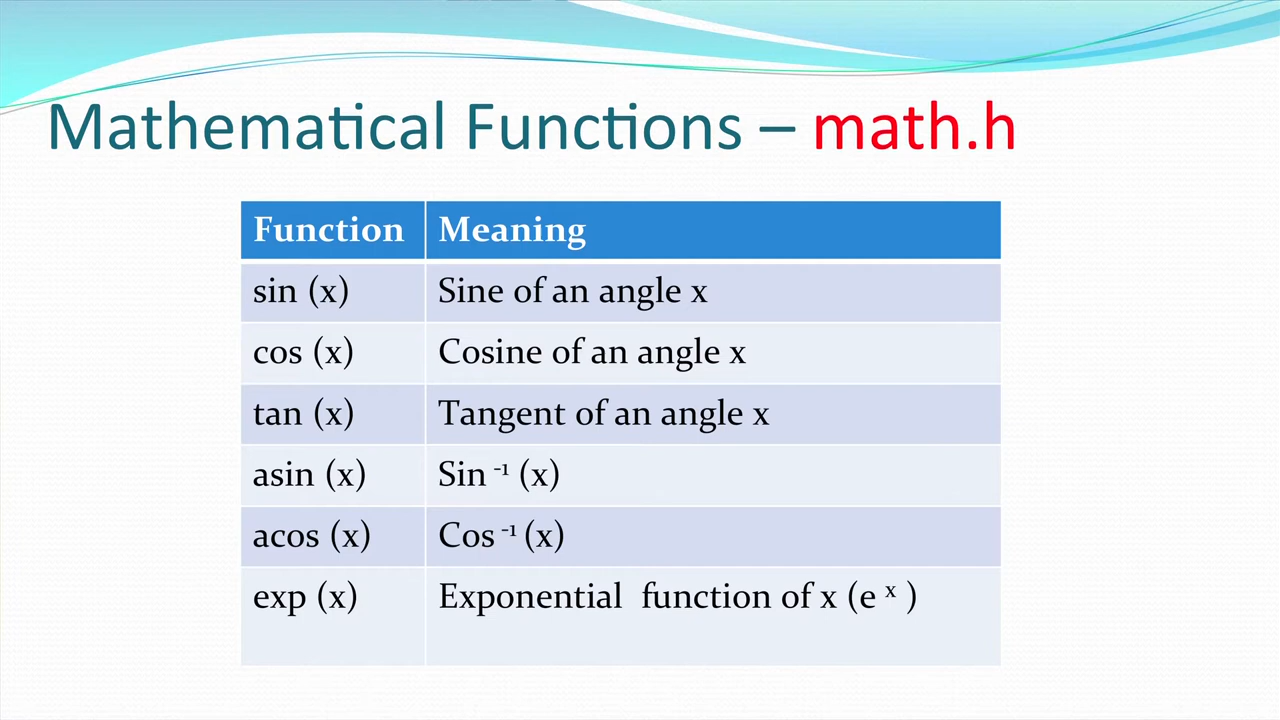 Mathematical Functions – math.h
Function Meaning
sin (x) Sine of an angle x
cos (x) Cosine of an angle x
tan (x) Tangent of an angle x
asin (x) Sin ⁻¹ (x)
acos (x) Cos ⁻¹ (x)
exp (x) Exponential function of x (e ˣ )